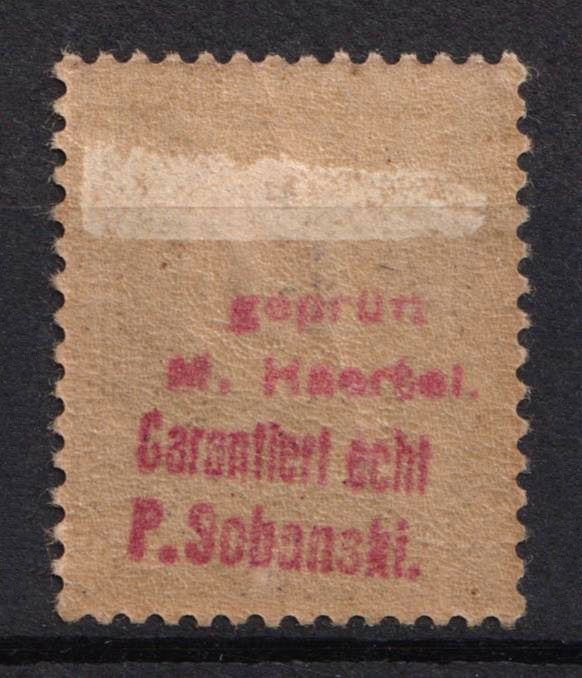 geprüft
M. Haertel.
Garantiert echt
P. Sobanski.